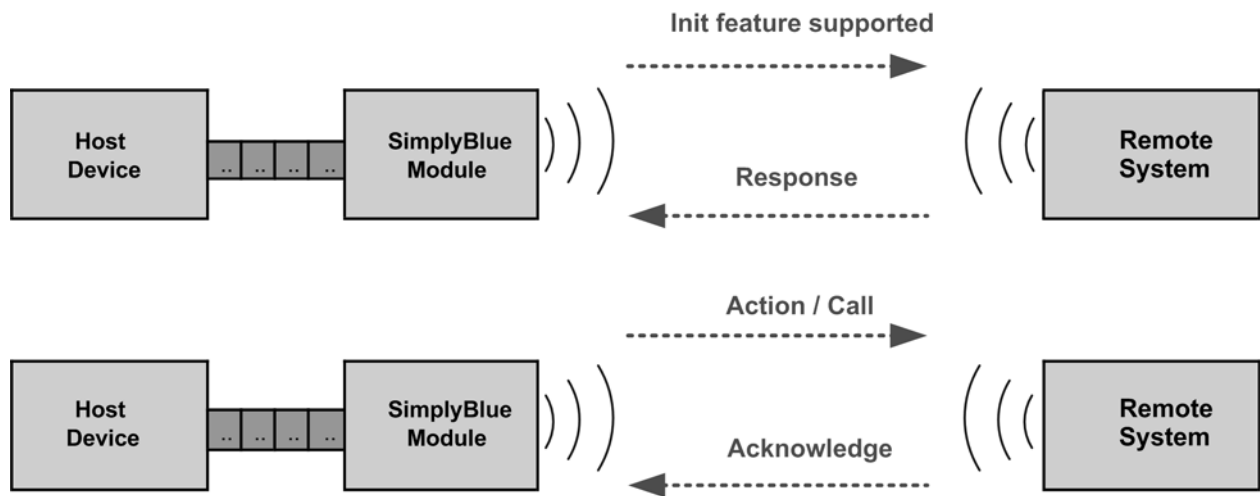 Init feature supported
Host
Device
..
..
..
..
SimplyBlue
Module
Response
Remote
System
Action / Call
Host
Device
..
..
..
..
SimplyBlue
Module
Acknowledge
Remote
System